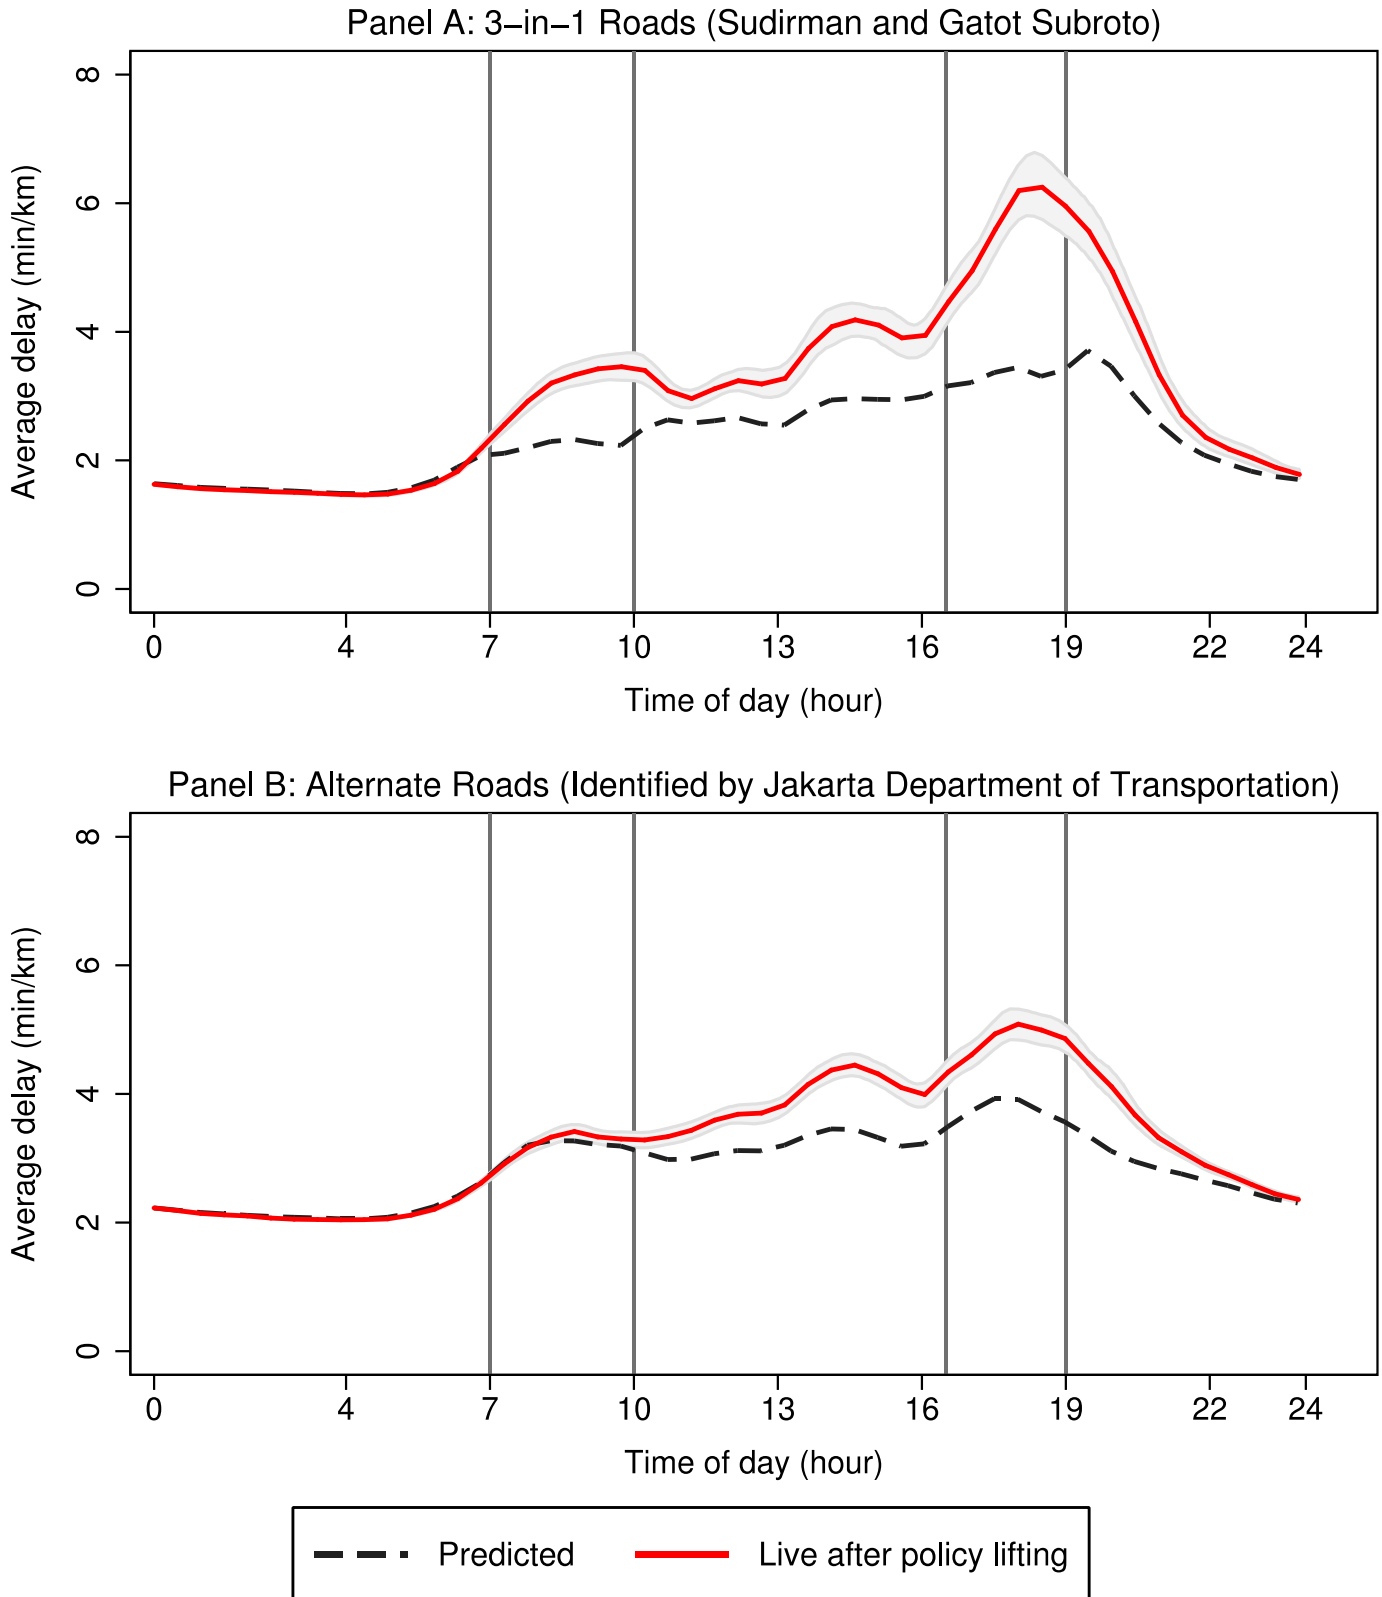 Panel A: 3−in−1 Roads (Sudirman and Gatot Subroto)
8
6
4
2
0
Average delay (min/km)
0 4 7 10 13 16 19 22 24
Time of day (hour)
Panel B: Alternate Roads (Identified by Jakarta Department of Transportation)
8
6
4
2
0
Average delay (min/km)
0 4 7 10 13 16 19 22 24
Time of day (hour)
Predicted Live after policy lifting